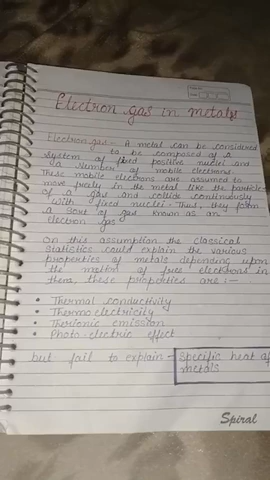 Electron gas in metals
Electron gas:- A metal can be considered
to be composed of a
system of fixed positive nuclei and
a number of mobile electrons.
These mobile electrons are assumed to
move freely in the metal like the particles
of a gas and collide continuously
with fixed nuclei. Thus, they form
a sort of gas known as an
electron gas
On this assumption the classical
statistics could explain the various
properties of metals depending upon
the motion of free electrons in
them, these properties are :-
• Thermal conductivity
• Thermoelectricity
• Therionic emission
• Photo-electric effect
but fail to explain - Specific heat of
metals
Spiral